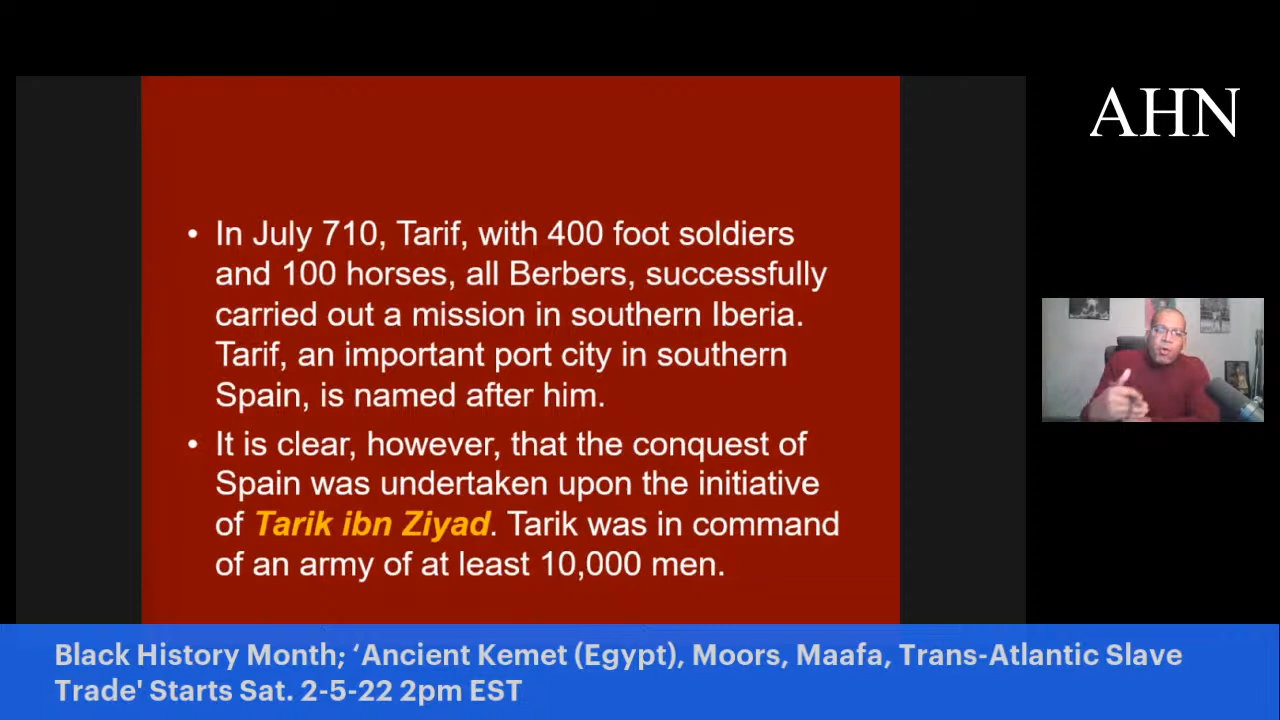 AHN
• In July 710, Tarif, with 400 foot soldiers
and 100 horses, all Berbers, successfully
carried out a mission in southern Iberia.
Tarif, an important port city in southern
Spain, is named after him.
• It is clear, however, that the conquest of
Spain was undertaken upon the initiative
of Tarik ibn Ziyad. Tarik was in command
of an army of at least 10,000 men.
Black History Month; ‘Ancient Kemet (Egypt), Moors, Maafa, Trans-Atlantic Slave
Trade' Starts Sat. 2-5-22 2pm EST